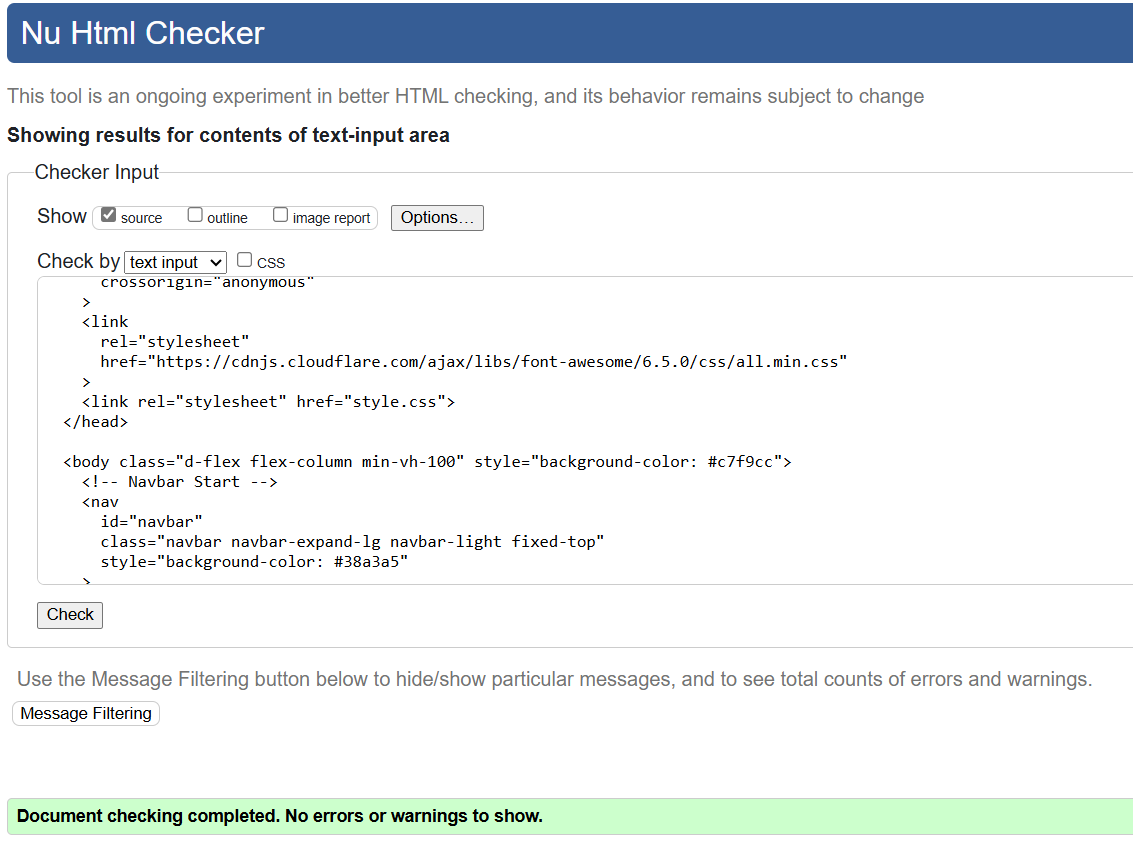 Nu Html Checker
This tool is an ongoing experiment in better HTML checking, and its behavior remains subject to change
Showing results for contents of text-input area
Checker Input
Show source outline image report Options...
Check by text input CSS
crossorigin="anonymous"
>
<link
rel="stylesheet"
href="https://cdnjs.cloudflare.com/ajax/libs/font-awesome/6.5.0/css/all.min.css"
>
<link rel="stylesheet" href="style.css">
</head>
<body class="d-flex flex-column min-vh-100" style="background-color: #c7f9cc">
<!-- Navbar Start -->
<nav
id="navbar"
class="navbar navbar-expand-lg navbar-light fixed-top"
style="background-color: #38a3a5"
>
Check
Use the Message Filtering button below to hide/show particular messages, and to see total counts of errors and warnings.
Message Filtering
Document checking completed. No errors or warnings to show.